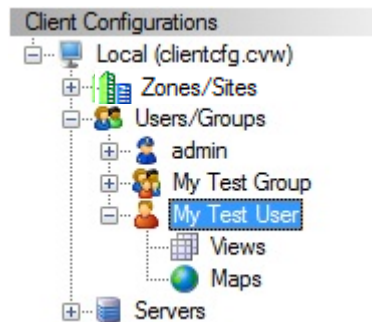 Client Configurations
Local (clientcfg.cvw)
Zones/Sites
Users/Groups
admin
My Test Group
My Test User
Views
Maps
Servers